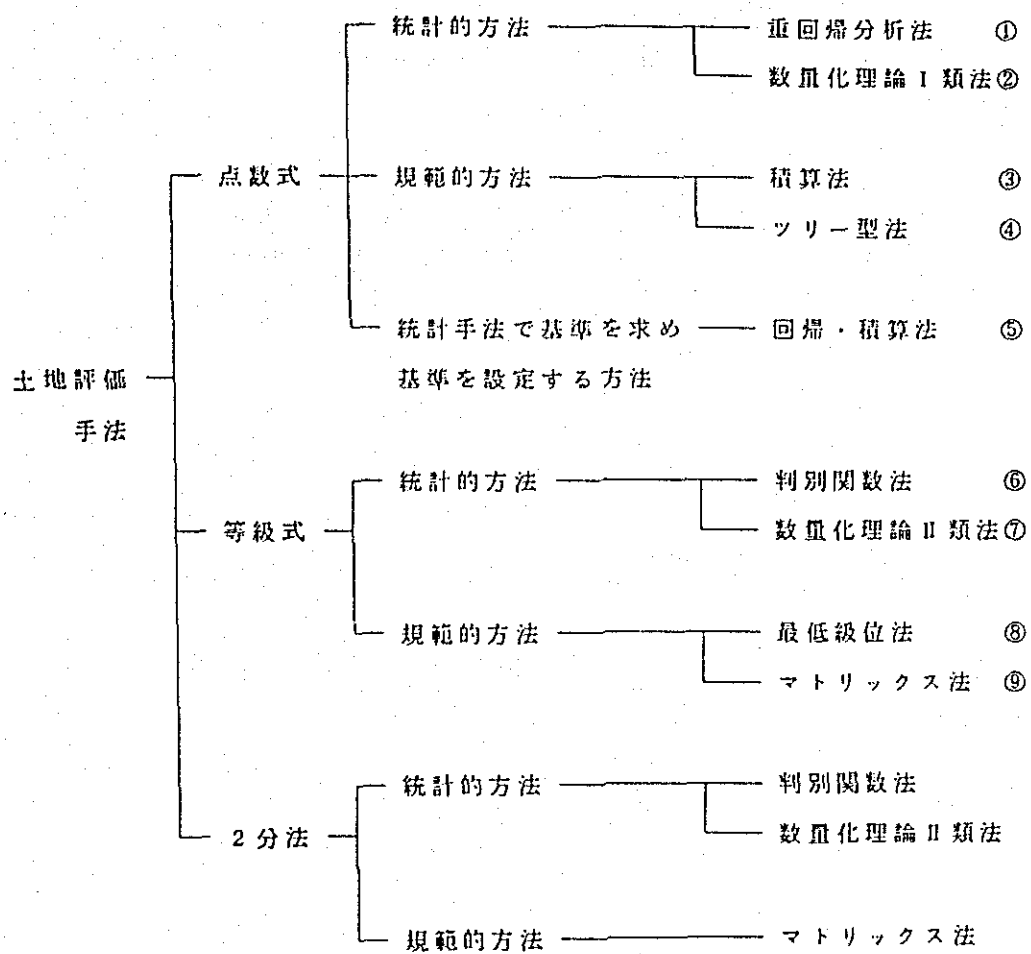 統計的方法 重回帰分析法 ①
数量化理論Ⅰ類法②
点数式 規範的方法 積算法 ③
ツリー型法 ④
統計手法で基準を求め 回帰・積算法 ⑤
基準を設定する方法
土地評価
手法
統計的方法 判別関数法 ⑥
数量化理論Ⅱ類法⑦
等級式
規範的方法 最低級位法 ⑧
マトリックス法 ⑨
統計的方法 判別関数法
数量化理論Ⅱ類法
2分法
規範的方法 マトリックス法